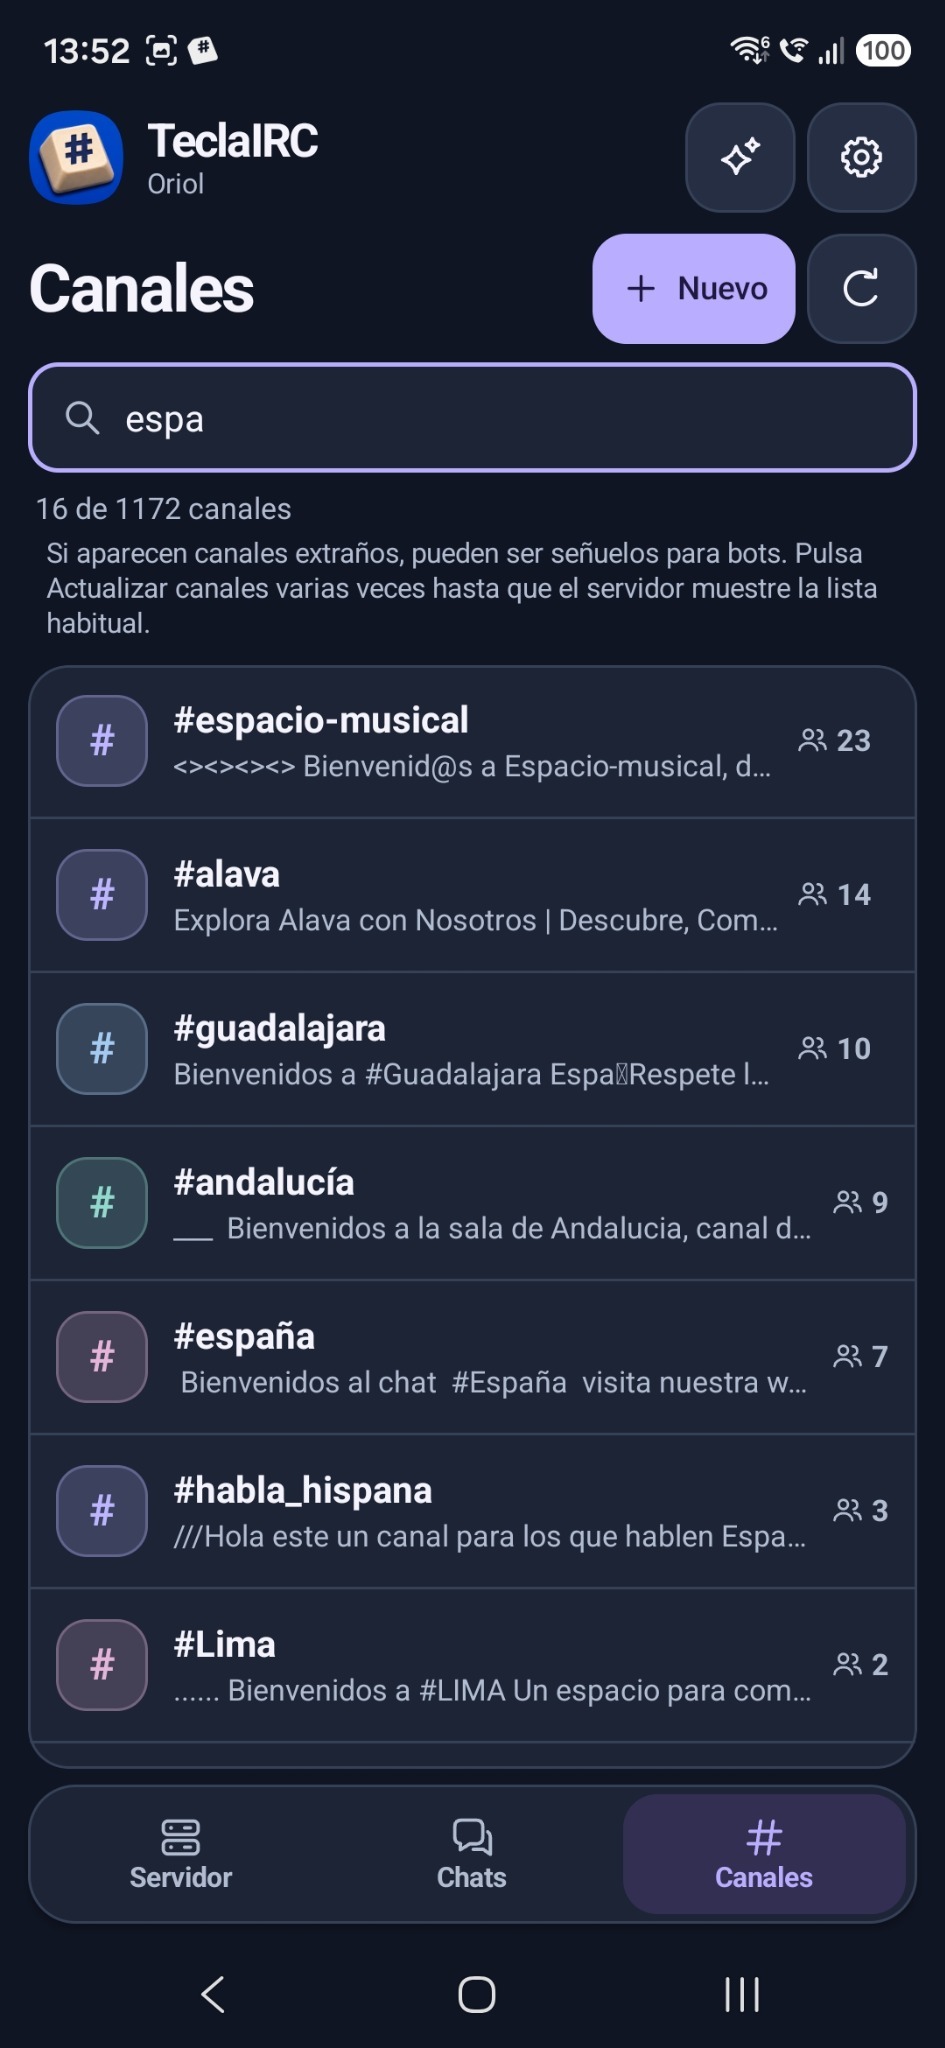 13:52
6
100
#
TeclaIRC
Oriol
Canales
+ Nuevo
espa
16 de 1172 canales
Si aparecen canales extraños, pueden ser señuelos para bots. Pulsa
Actualizar canales varias veces hasta que el servidor muestre la lista
habitual.
# #espacio-musical 23
<><><><> Bienvenid@s a Espacio-musical, d...
# #alava 14
Explora Alava con Nosotros | Descubre, Com...
# #guadalajara 10
Bienvenidos a #Guadalajara Espa▯Respete l...
# #andalucía 9
___ Bienvenidos a la sala de Andalucia, canal d...
# #españa 7
Bienvenidos al chat #España visita nuestra w...
# #habla_hispana 3
///Hola este un canal para los que hablen Espa...
# #Lima 2
...... Bienvenidos a #LIMA Un espacio para com...
Servidor
Chats
# Canales